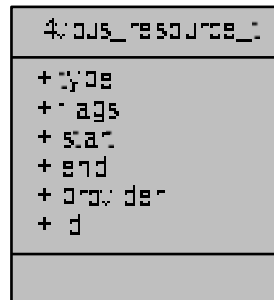 + type
+ flags
+ start
+ end
+ provider
+ id